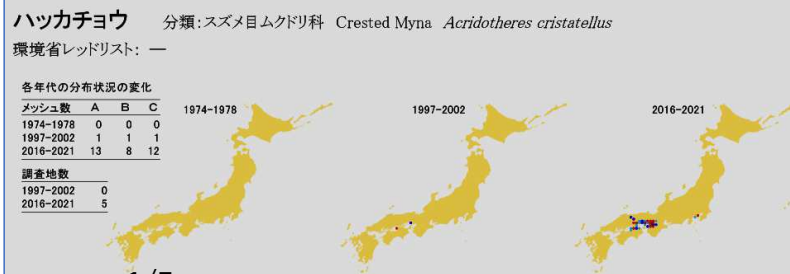 ハッカチョウ 分類:スズメ目ムクドリ科 Crested Myna Acridotheres cristatellus
環境省レッドリスト: ―
各年代の分布状況の変化
メッシュ数 A B C
1974-1978 0 0 0
1997-2002 1 1 1
2016-2021 13 8 12
調査地数
1997-2002 0
2016-2021 5
1974-1978
1997-2002
2016-2021